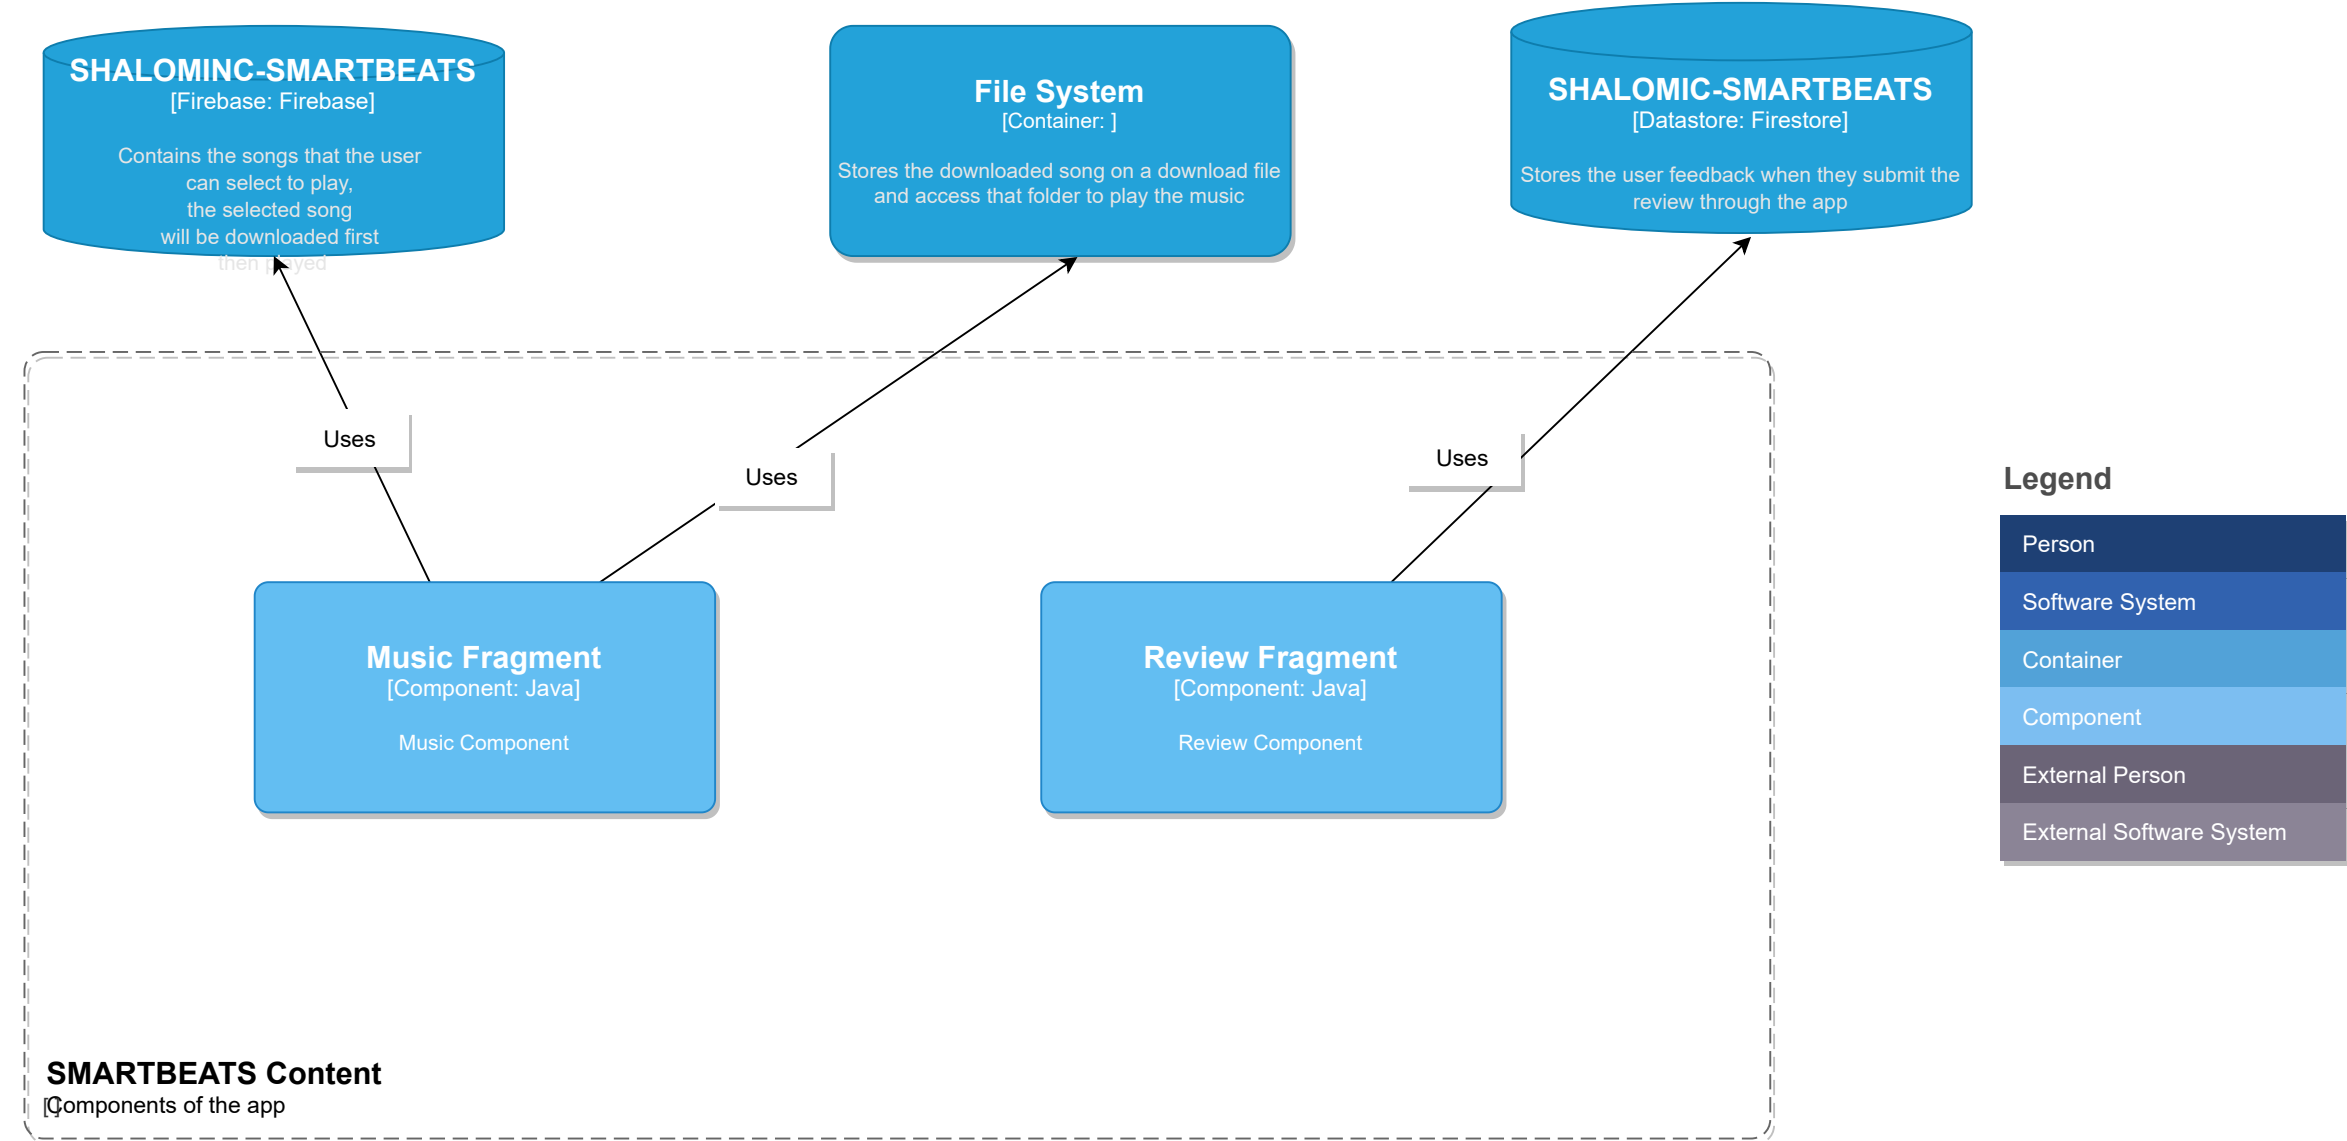 SHALOMINC-SMARTBEATS
[Firebase: Firebase]
Contains the songs that the user
can select to play,
the selected song
will be downloaded first
then played
File System
[Container: ]
Stores the downloaded song on a download file
and access that folder to play the music
SHALOMIC-SMARTBEATS
[Datastore: Firestore]
Stores the user feedback when they submit the
review through the app
Uses
Uses
Uses
Music Fragment
[Component: Java]
Music Component
Review Fragment
[Component: Java]
Review Component
Legend
Person
Software System
Container
Component
External Person
External Software System
SMARTBEATS Content
[]
Components of the app